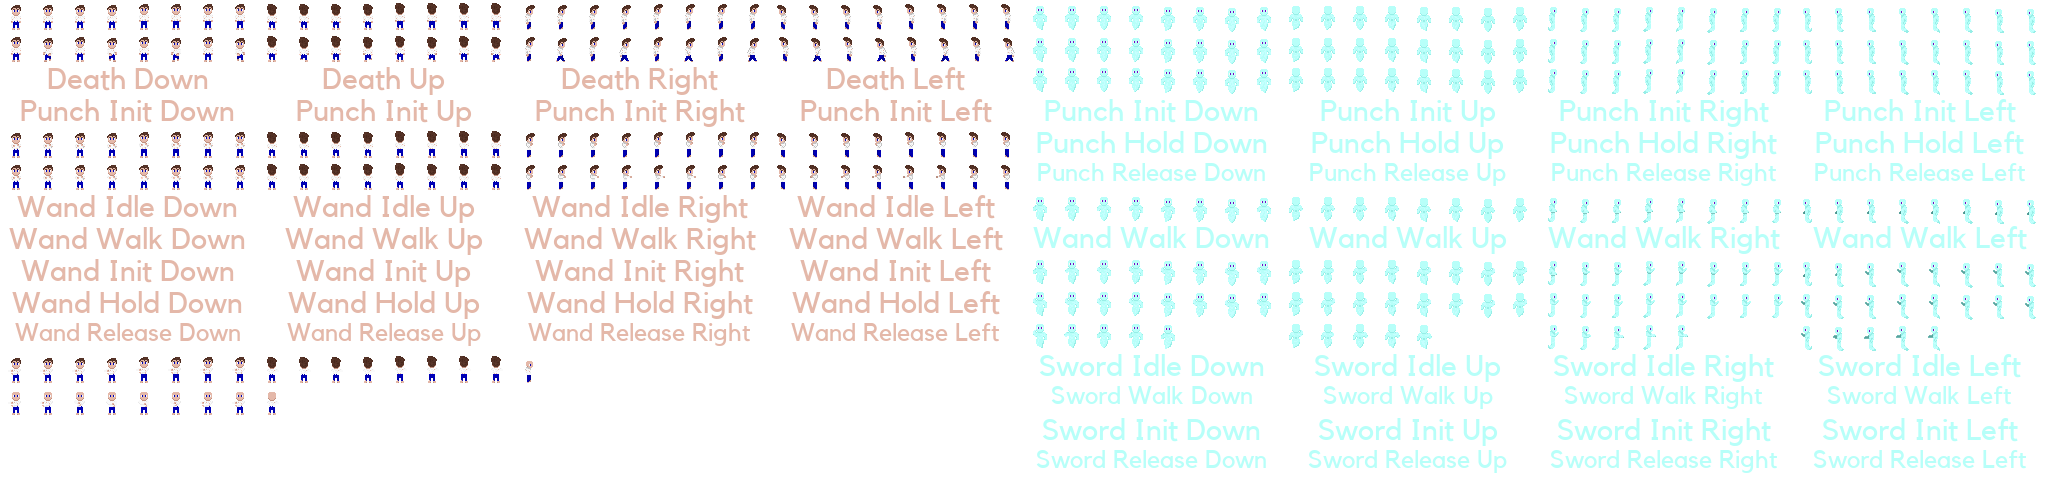 Death Down Death Up Death Right Death Left
Punch Init Down Punch Init Up Punch Init Right Punch Init Left Punch Init Down Punch Init Up Punch Init Right Punch Init Left
Punch Hold Down Punch Hold Up Punch Hold Right Punch Hold Left
Punch Release Down Punch Release Up Punch Release Right Punch Release Left
Wand Idle Down Wand Idle Up Wand Idle Right Wand Idle Left
Wand Walk Down Wand Walk Up Wand Walk Right Wand Walk Left Wand Walk Down Wand Walk Up Wand Walk Right Wand Walk Left
Wand Init Down Wand Init Up Wand Init Right Wand Init Left
Wand Hold Down Wand Hold Up Wand Hold Right Wand Hold Left
Wand Release Down Wand Release Up Wand Release Right Wand Release Left
Sword Idle Down Sword Idle Up Sword Idle Right Sword Idle Left
Sword Walk Down Sword Walk Up Sword Walk Right Sword Walk Left
Sword Init Down Sword Init Up Sword Init Right Sword Init Left
Sword Release Down Sword Release Up Sword Release Right Sword Release Left